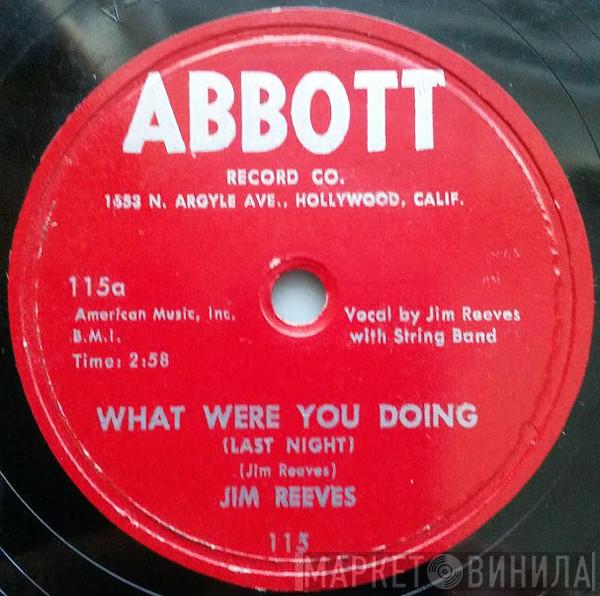 ABBOTT
RECORD CO.
1553 N. ARGYLE AVE., HOLLYWOOD, CALIF.
115a
American Music, Inc.
B.M.I.
Time: 2:58
Vocal by Jim Reeves
with String Band
WHAT WERE YOU DOING
(LAST NIGHT)
(Jim Reeves)
JIM REEVES
115
МАРКЕТ ВИНИЛА